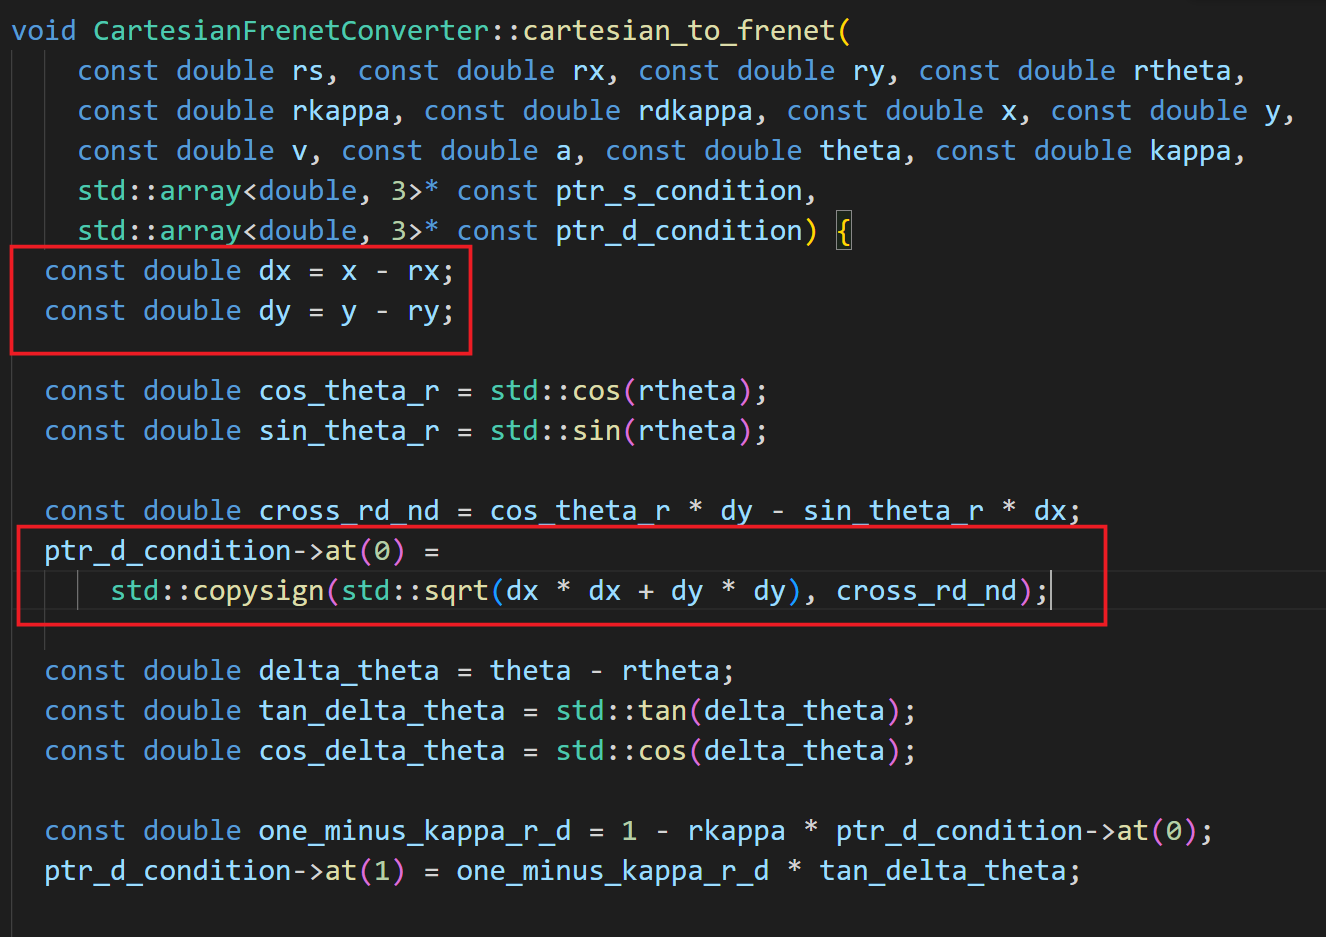 void CartesianFrenetConverter::cartesian_to_frenet(
    const double rs, const double rx, const double ry, const double rtheta,
    const double rkappa, const double rdkappa, const double x, const double y,
    const double v, const double a, const double theta, const double kappa,
    std::array<double, 3>* const ptr_s_condition,
    std::array<double, 3>* const ptr_d_condition) {
  const double dx = x - rx;
  const double dy = y - ry;
  const double cos_theta_r = std::cos(rtheta);
  const double sin_theta_r = std::sin(rtheta);
  const double cross_rd_nd = cos_theta_r * dy - sin_theta_r * dx;
  ptr_d_condition->at(0) =
      std::copysign(std::sqrt(dx * dx + dy * dy), cross_rd_nd);
  const double delta_theta = theta - rtheta;
  const double tan_delta_theta = std::tan(delta_theta);
  const double cos_delta_theta = std::cos(delta_theta);
  const double one_minus_kappa_r_d = 1 - rkappa * ptr_d_condition->at(0);
  ptr_d_condition->at(1) = one_minus_kappa_r_d * tan_delta_theta;